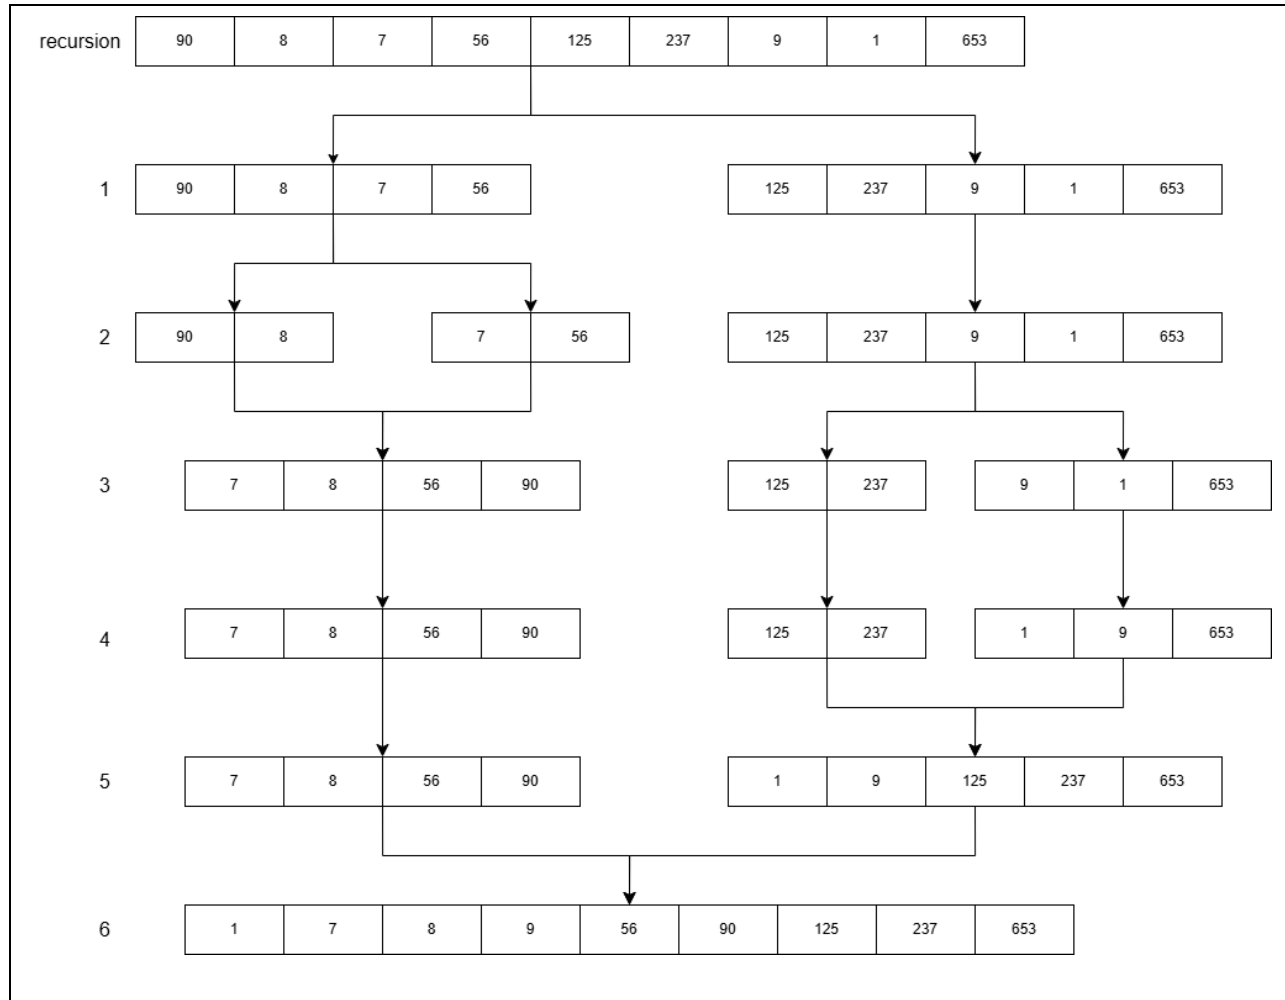 recursion 90 8 7 56 125 237 9 1 653
1 90 8 7 56 125 237 9 1 653
2 90 8 7 56 125 237 9 1 653
3 7 8 56 90 125 237 9 1 653
4 7 8 56 90 125 237 1 9 653
5 7 8 56 90 1 9 125 237 653
6 1 7 8 9 56 90 125 237 653